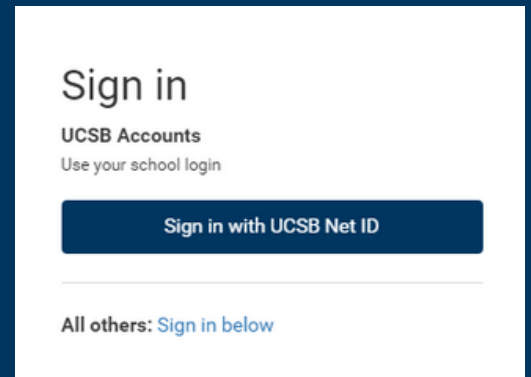 Sign in
UCSB Accounts
Use your school login
Sign in with UCSB Net ID
All others: Sign in below